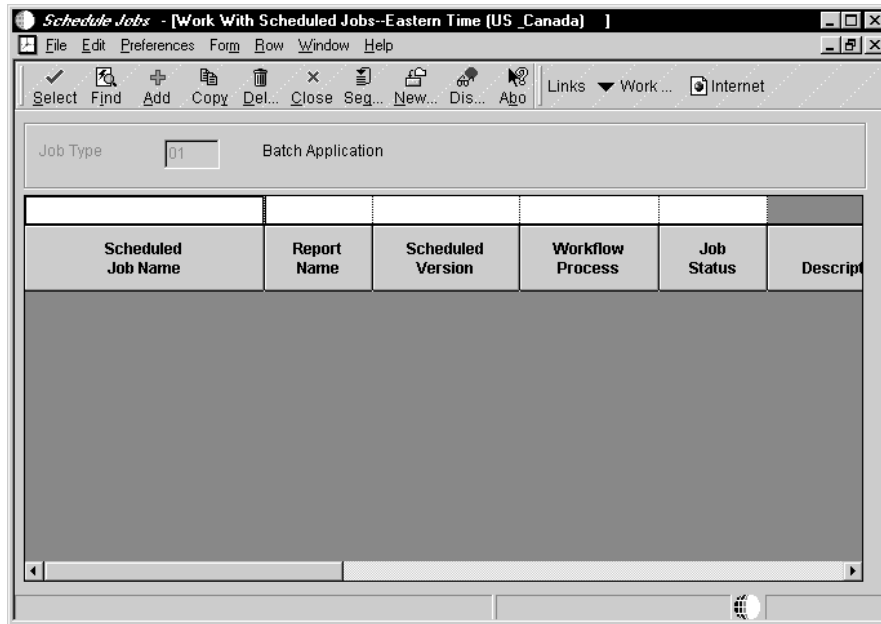 Schedule Jobs - [Work With Scheduled Jobs--Eastern Time (US _Canada) ]
File Edit Preferences Form Row Window Help
Select Find Add Copy Del... Close Seq... New... Dis... Abo Links Work ... Internet
Job Type 01 Batch Application
Scheduled Job Name Report Name Scheduled Version Workflow Process Job Status Descript